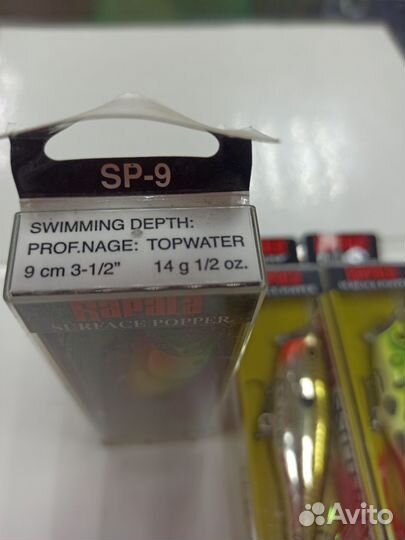 SP-9
SWIMMING DEPTH:
PROF.NAGE: TOPWATER
9 cm 3-1/2" 14 g 1/2 oz.
Rapala
SURFACE POPPER
Avito